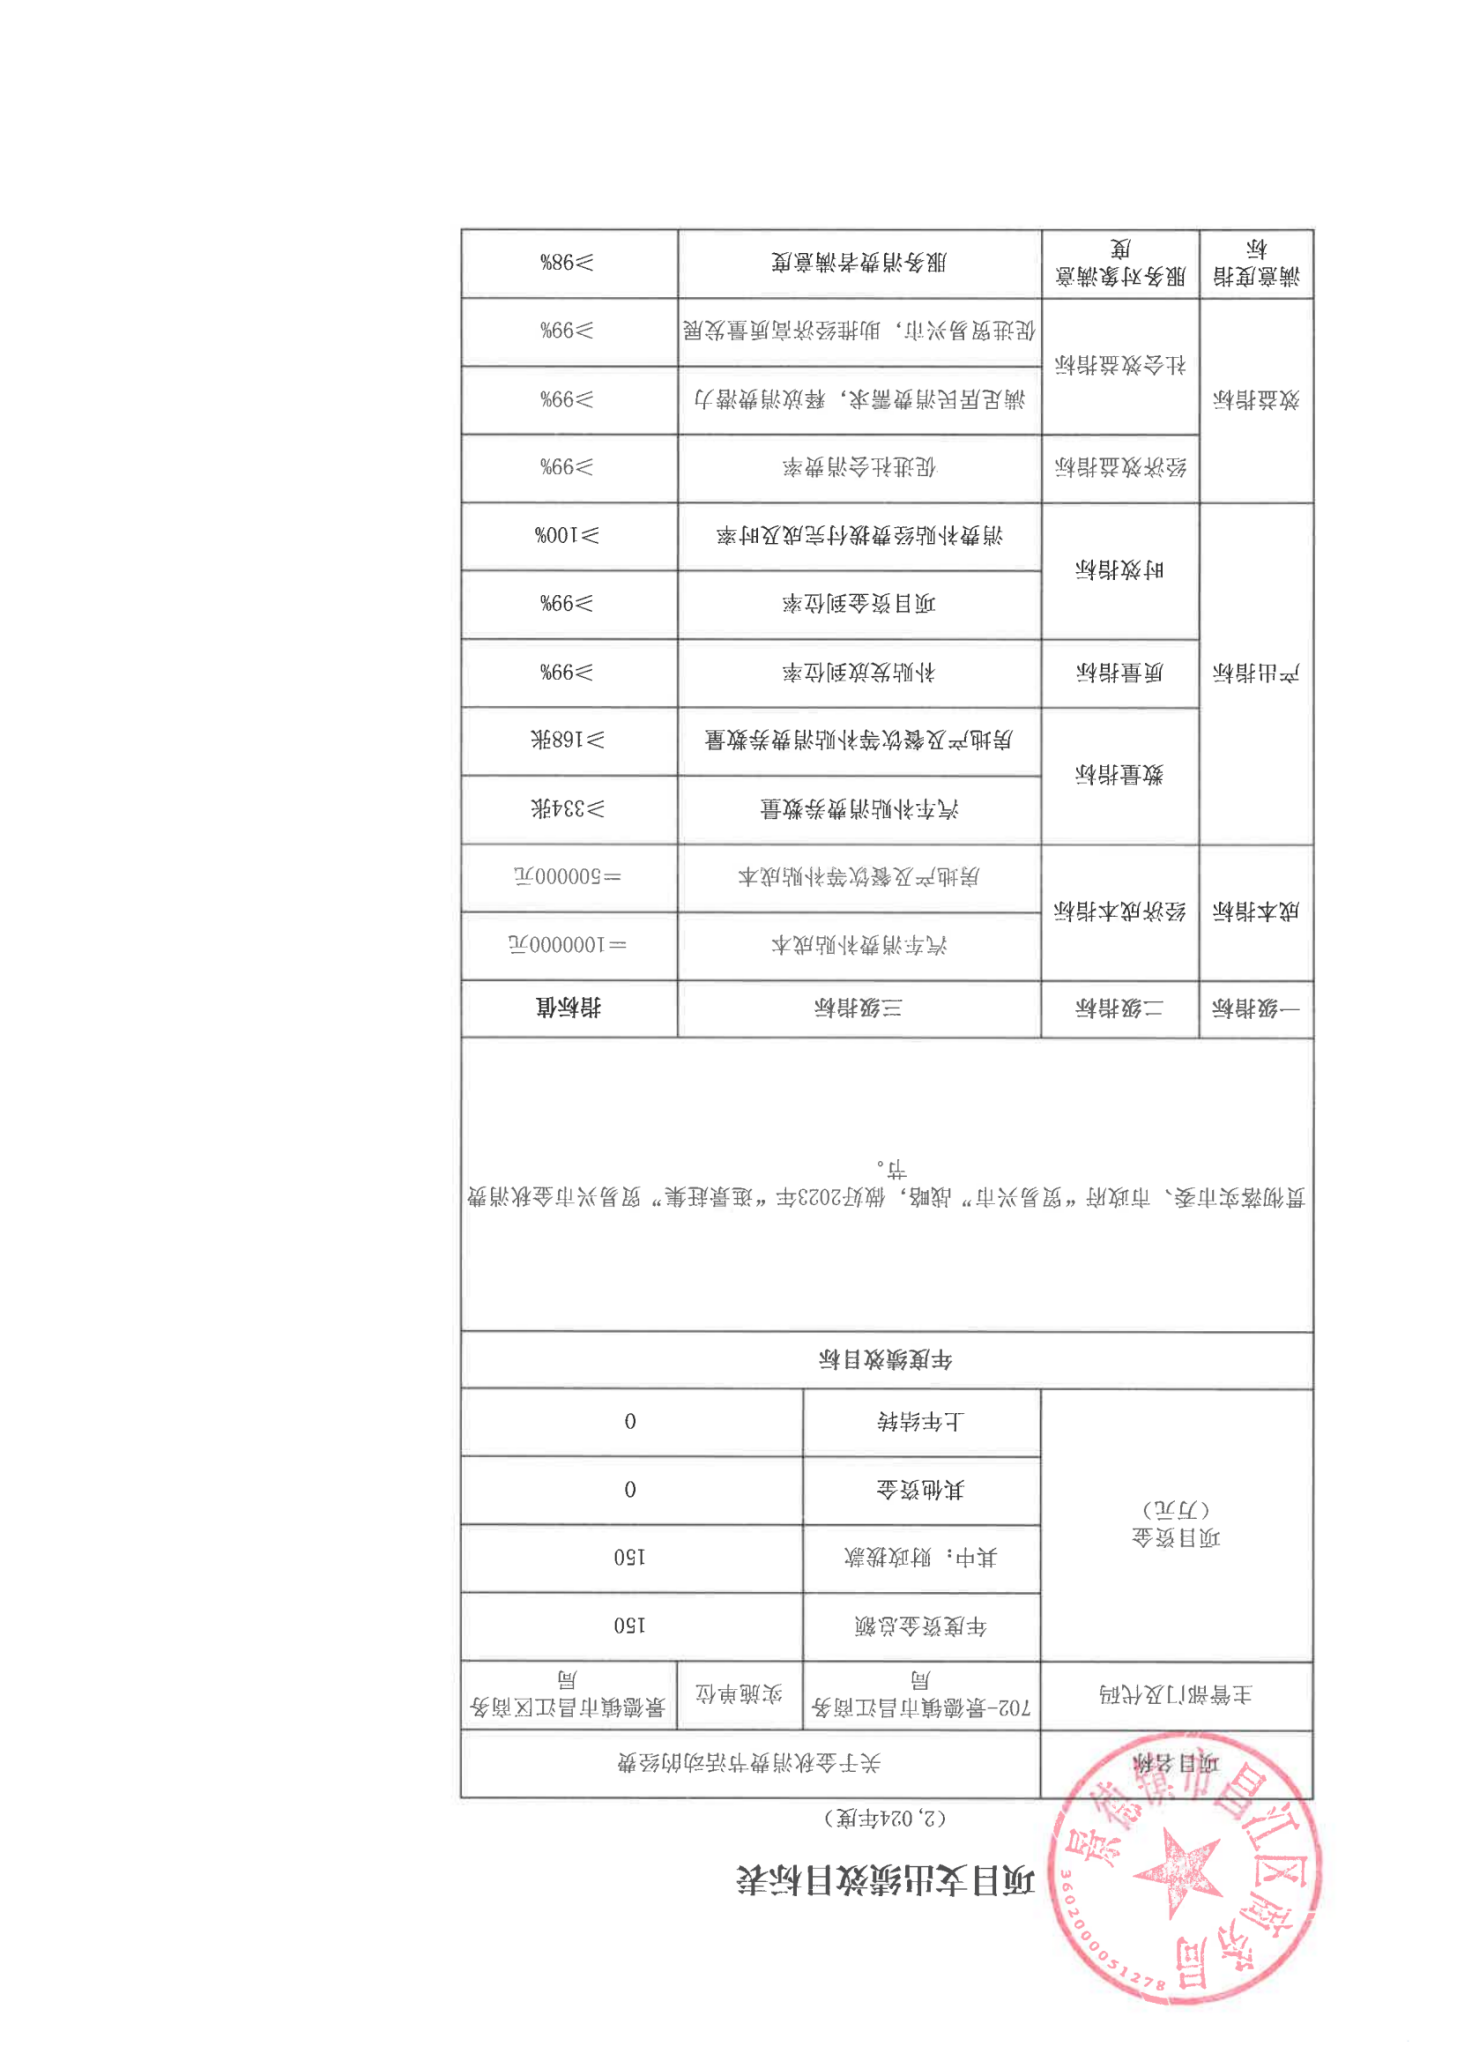 项目支出绩效目标表
（2,024年度）
项目名称 关于金秋消费节活动的经费
主管部门及代码 702-景德镇市昌江商务局 实施单位 景德镇市昌江区商务局
项目资金
（万元）
年度资金总额 150
其中：财政拨款 150
其他资金 0
上年结转 0
年度绩效目标
贯彻落实市委、市政府“贸易兴市”战略，做好2023年“连景赶集”贸易兴市金秋消费
节。
一级指标 二级指标 三级指标 指标值
成本指标 经济成本指标 汽车消费补贴成本 ＝1000000元
房地产及餐饮等补贴成本 ＝500000元
产出指标 数量指标 汽车补贴消费券数量 ≥334张
房地产及餐饮等补贴消费券数量 ≥168张
质量指标 补贴发放到位率 ≥99%
时效指标 项目资金到位率 ≥99%
消费补贴经费拨付完成及时率 ≥100%
效益指标 经济效益指标 促进社会消费率 ≥99%
社会效益指标 满足居民消费需求，释放消费潜力 ≥99%
促进贸易兴市，助推经济高质量发展 ≥99%
满意度指标 服务对象满意度 服务消费者满意度 ≥98%
景德镇市昌江区商务局
3602000051278